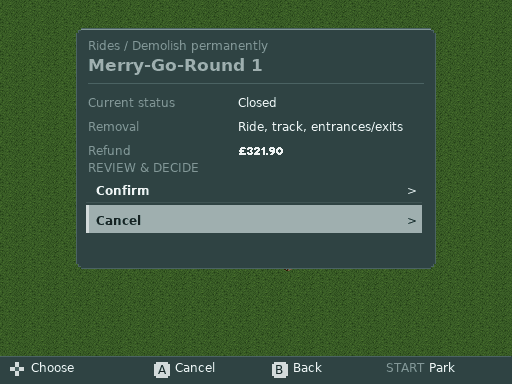 Rides / Demolish permanently
Merry-Go-Round 1
Current status Closed
Removal Ride, track, entrances/exits
Refund £321.90
REVIEW & DECIDE
Confirm >
Cancel >
Choose A Cancel B Back START Park